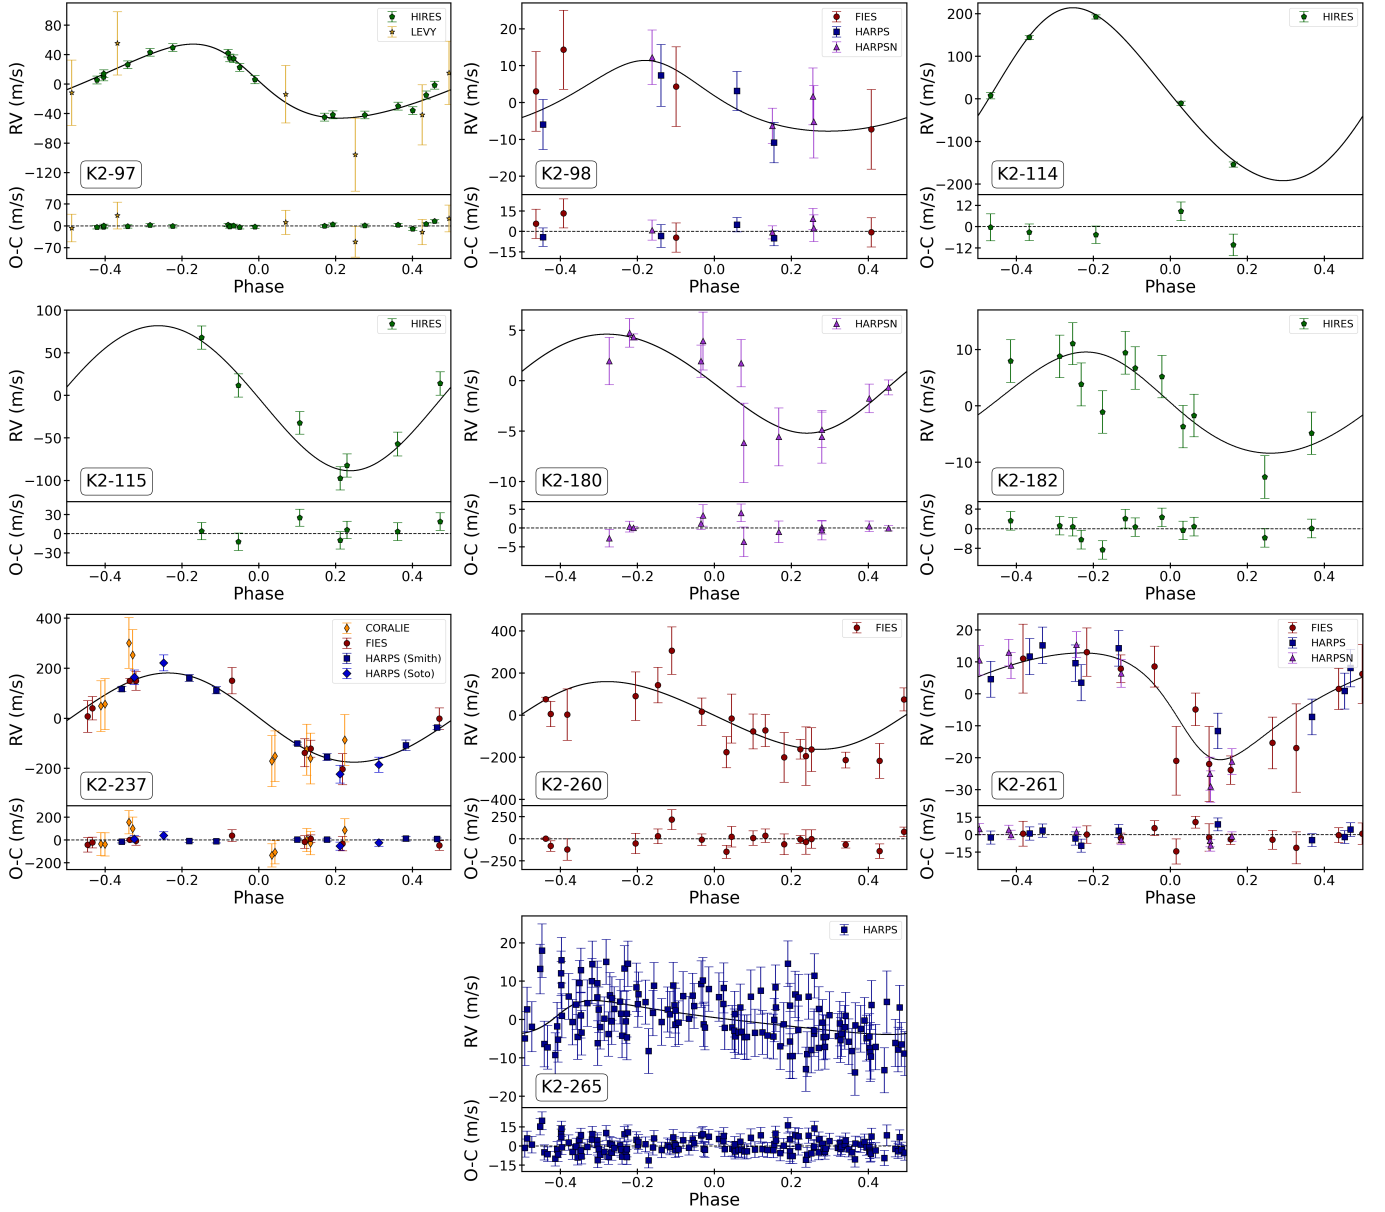 80
40
0
−40
−80
−120
RV (m/s)
HIRES
LEVY
K2-97
70
0
−70
O-C (m/s)
−0.4 −0.2 0.0 0.2 0.4
Phase
20
10
0
−10
−20
RV (m/s)
FIES
HARPS
HARPSN
K2-98
15
0
−15
O-C (m/s)
−0.4 −0.2 0.0 0.2 0.4
Phase
200
100
0
−100
−200
RV (m/s)
HIRES
K2-114
12
0
−12
O-C (m/s)
−0.4 −0.2 0.0 0.2 0.4
Phase
100
50
0
−50
−100
RV (m/s)
HIRES
K2-115
30
0
−30
O-C (m/s)
−0.4 −0.2 0.0 0.2 0.4
Phase
5
0
−5
−10
RV (m/s)
HARPSN
K2-180
5
0
−5
O-C (m/s)
−0.4 −0.2 0.0 0.2 0.4
Phase
10
0
−10
RV (m/s)
HIRES
K2-182
8
0
−8
O-C (m/s)
−0.4 −0.2 0.0 0.2 0.4
Phase
400
200
0
−200
RV (m/s)
CORALIE
FIES
HARPS (Smith)
HARPS (Soto)
K2-237
200
0
−200
O-C (m/s)
−0.4 −0.2 0.0 0.2 0.4
Phase
400
200
0
−200
−400
RV (m/s)
FIES
K2-260
250
0
−250
O-C (m/s)
−0.4 −0.2 0.0 0.2 0.4
Phase
20
10
0
−10
−20
−30
RV (m/s)
FIES
HARPS
HARPSN
K2-261
15
0
−15
O-C (m/s)
−0.4 −0.2 0.0 0.2 0.4
Phase
20
10
0
−10
−20
RV (m/s)
HARPS
K2-265
15
0
−15
O-C (m/s)
−0.4 −0.2 0.0 0.2 0.4
Phase